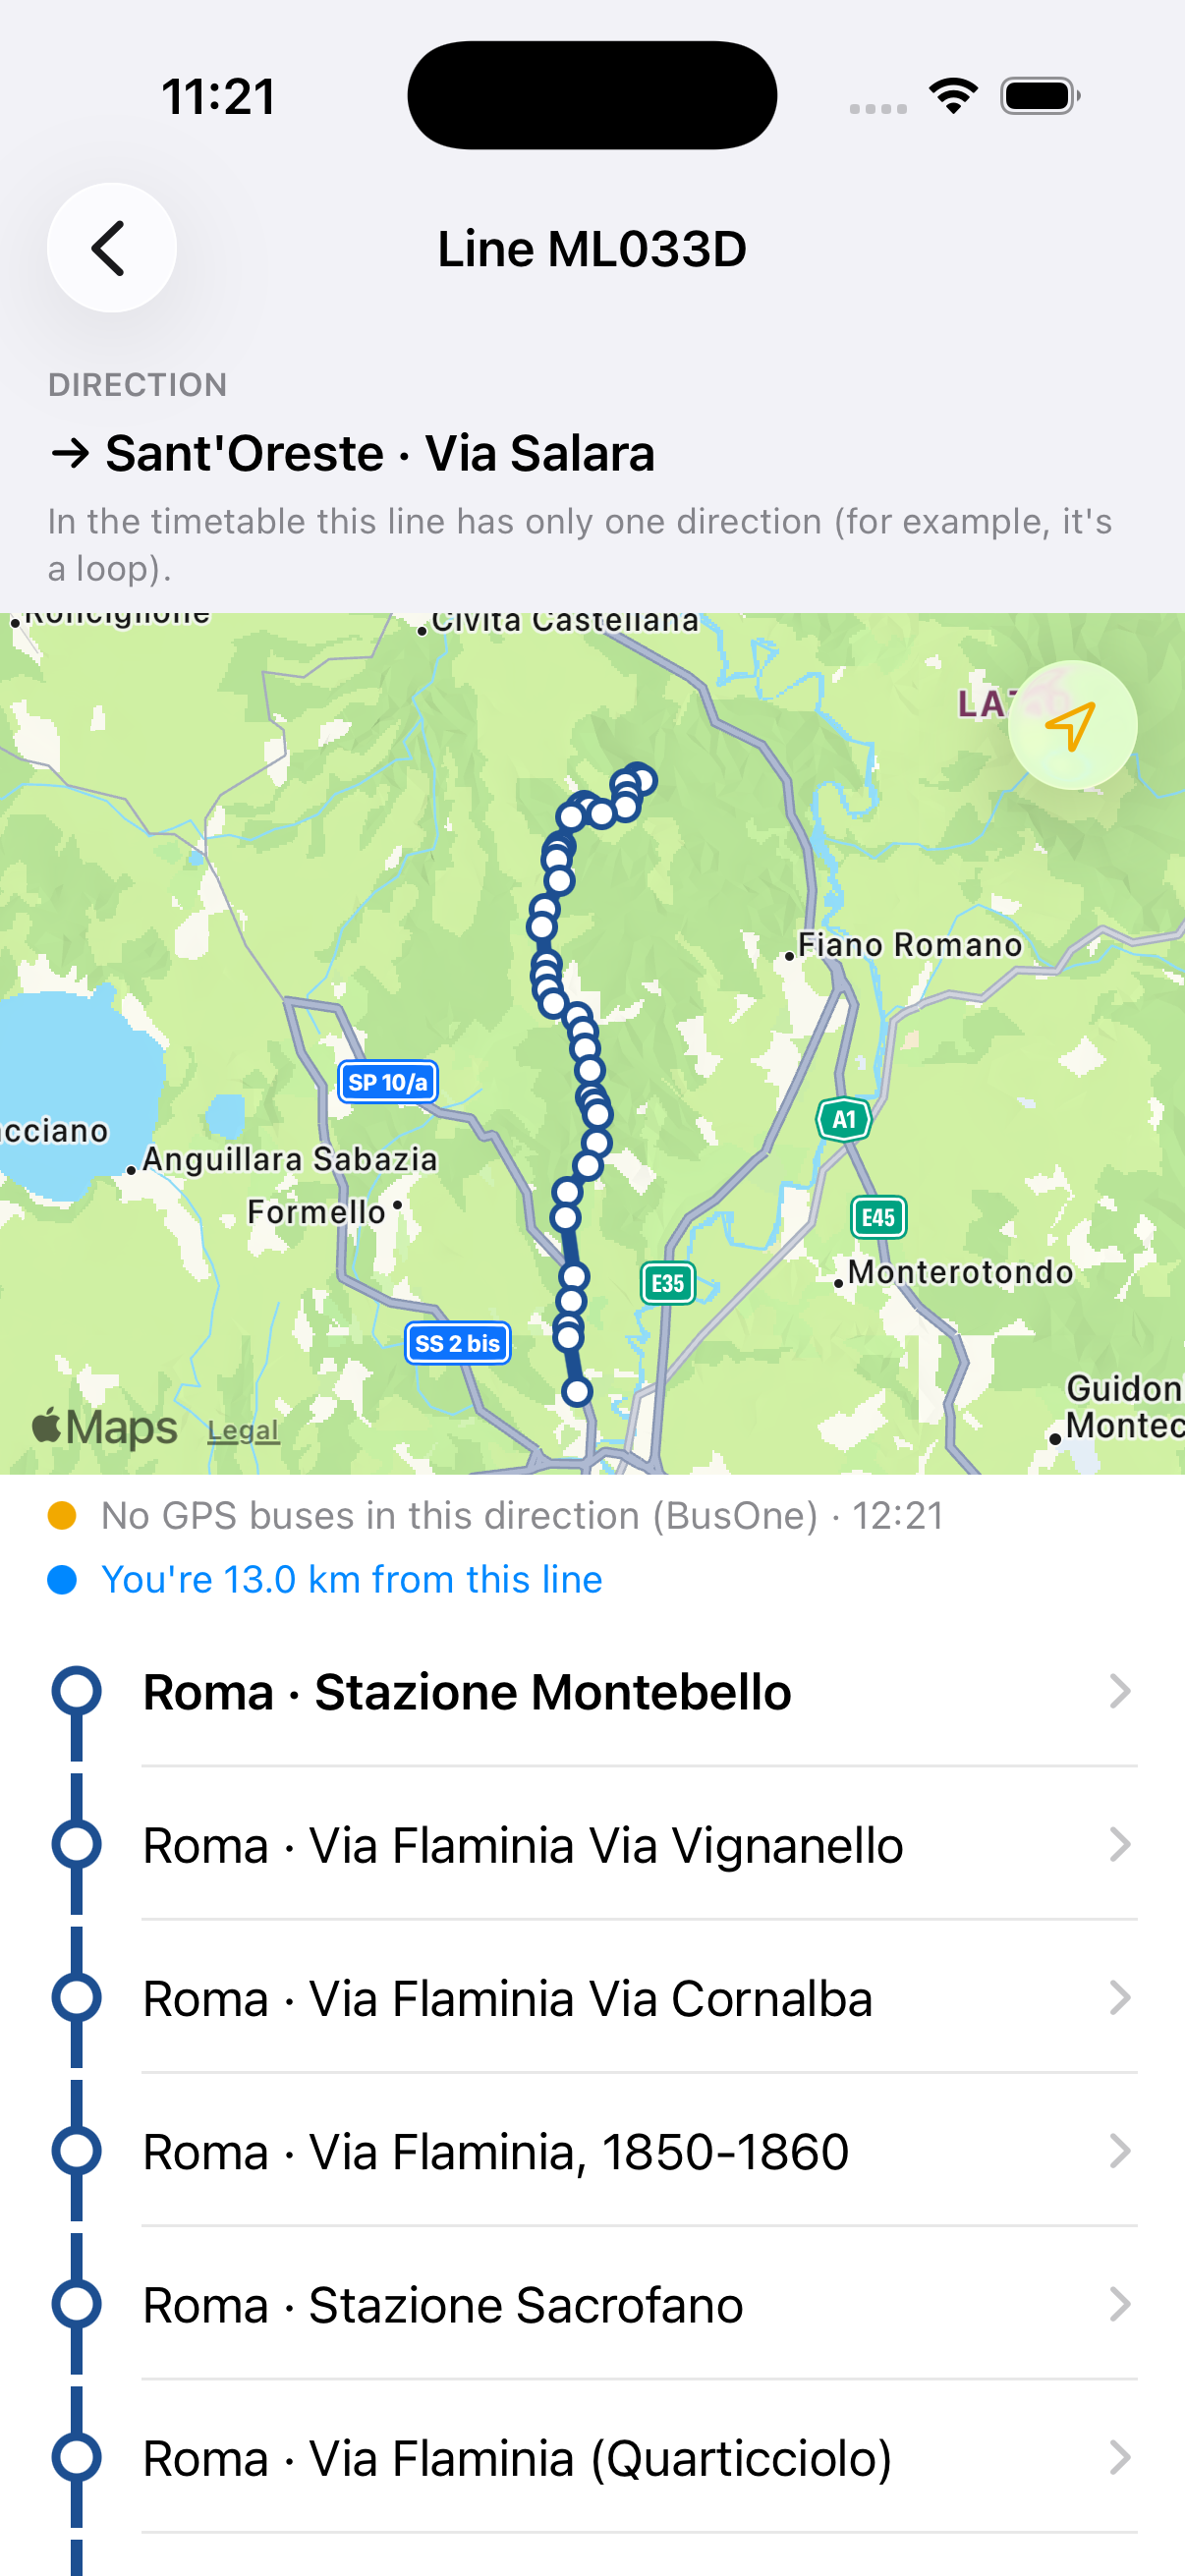 11:21
Line ML033D
DIRECTION
→ Sant'Oreste · Via Salara
In the timetable this line has only one direction (for example, it's
a loop).
Ronciglione
Civita Castellana
Fiano Romano
SP 10/a
A1
Anguillara Sabazia
Formello
E45
Monterotondo
E35
SS 2 bis
Maps
Legal
No GPS buses in this direction (BusOne) · 12:21
You're 13.0 km from this line
Roma · Stazione Montebello
Roma · Via Flaminia Via Vignanello
Roma · Via Flaminia Via Cornalba
Roma · Via Flaminia, 1850-1860
Roma · Stazione Sacrofano
Roma · Via Flaminia (Quarticciolo)